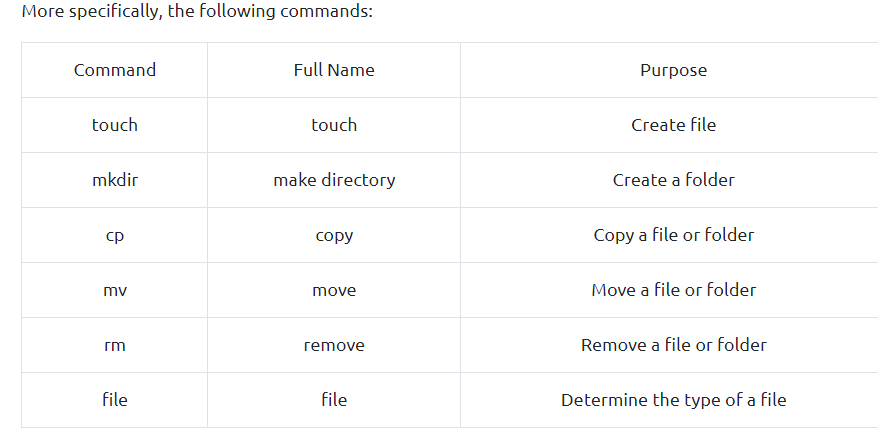 More specifically, the following commands:
Command Full Name Purpose
touch touch Create file
mkdir make directory Create a folder
cp copy Copy a file or folder
mv move Move a file or folder
rm remove Remove a file or folder
file file Determine the type of a file